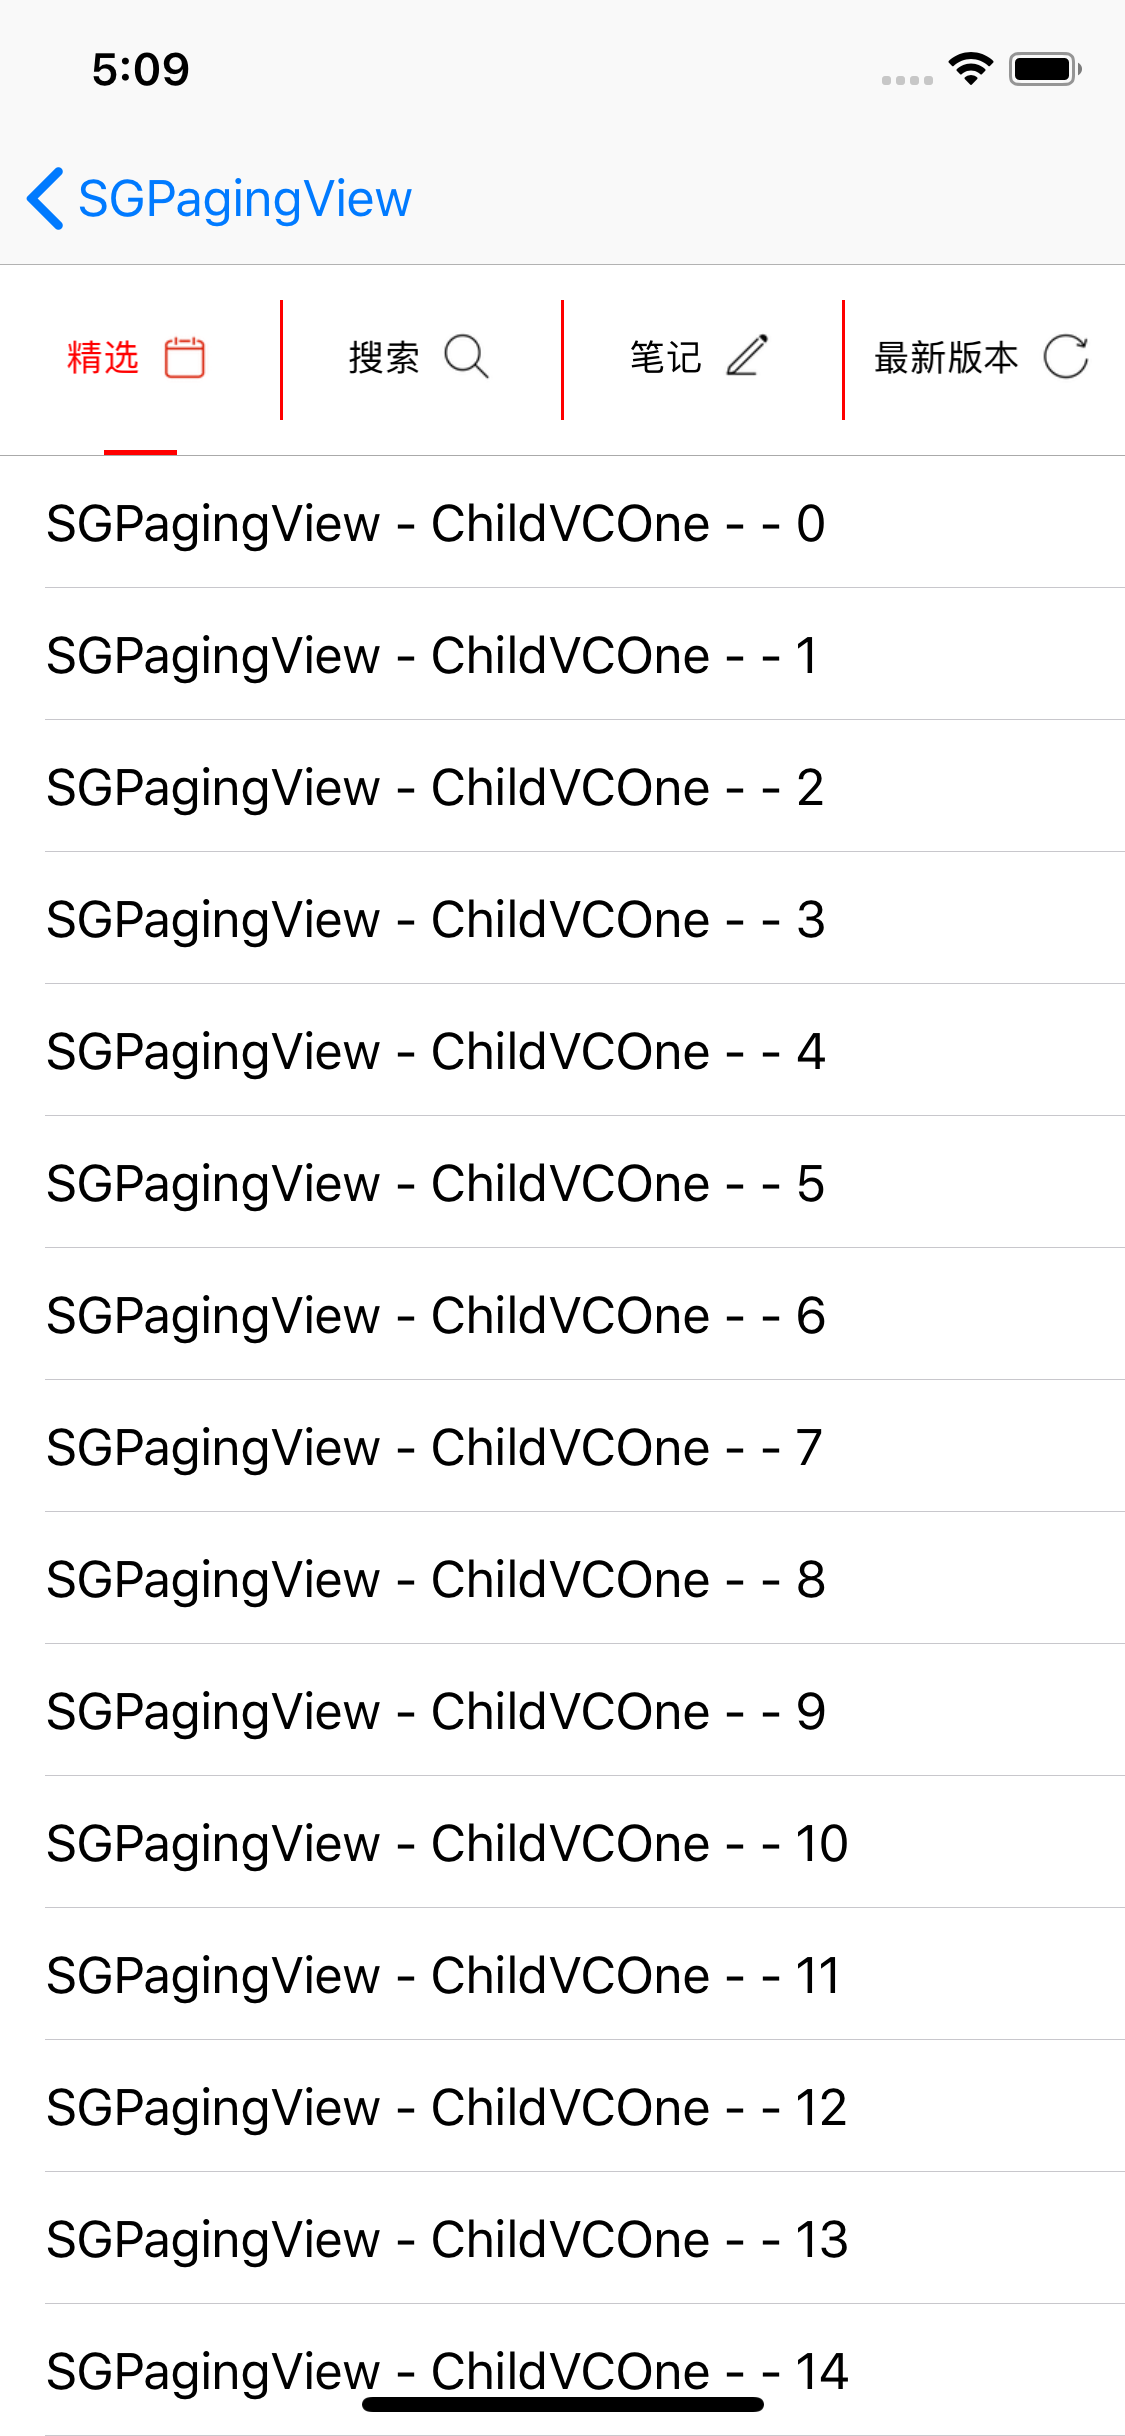 5:09
SGPagingView
精选 搜索 笔记 最新版本
SGPagingView - ChildVCOne - - 0
SGPagingView - ChildVCOne - - 1
SGPagingView - ChildVCOne - - 2
SGPagingView - ChildVCOne - - 3
SGPagingView - ChildVCOne - - 4
SGPagingView - ChildVCOne - - 5
SGPagingView - ChildVCOne - - 6
SGPagingView - ChildVCOne - - 7
SGPagingView - ChildVCOne - - 8
SGPagingView - ChildVCOne - - 9
SGPagingView - ChildVCOne - - 10
SGPagingView - ChildVCOne - - 11
SGPagingView - ChildVCOne - - 12
SGPagingView - ChildVCOne - - 13
SGPagingView - ChildVCOne - - 14